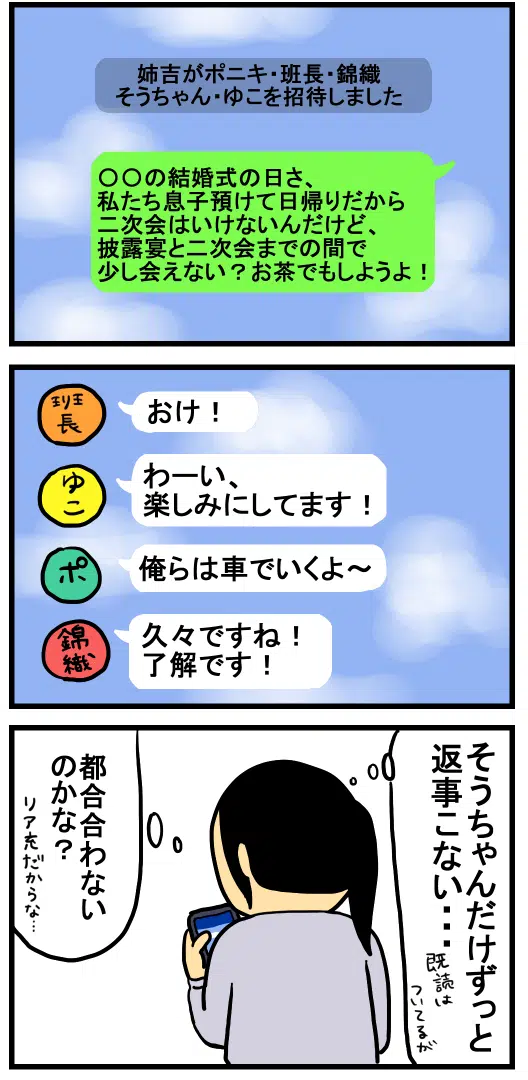 姉吉がポニキ・班長・錦織
そうちゃん・ゆこを招待しました
〇〇の結婚式の日さ、
私たち息子預けて日帰りだから
二次会はいけないんだけど、
披露宴と二次会までの間で
少し会えない？お茶でもしようよ！
班長
おけ！
ゆこ
わーい、
楽しみにしてます！
ポ
俺らは車でいくよ～
錦織
久々ですね！
了解です！
そうちゃんだけずっと
返事こない・・・
既読は
ついてるが
都合合わない
のかな？
リア充だからな…